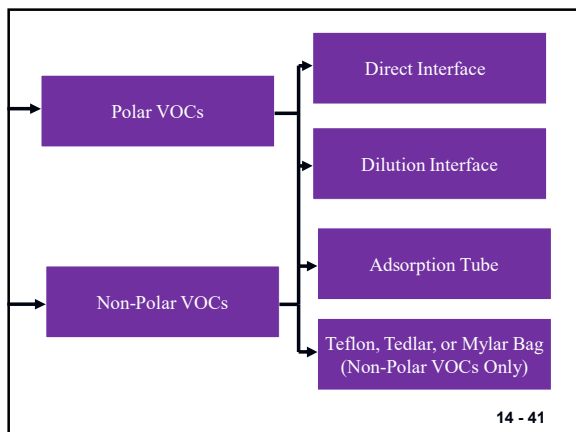 Direct Interface
Polar VOCs
Dilution Interface
Adsorption Tube
Non-Polar VOCs
Teflon, Tedlar, or Mylar Bag
(Non-Polar VOCs Only)
14 - 41